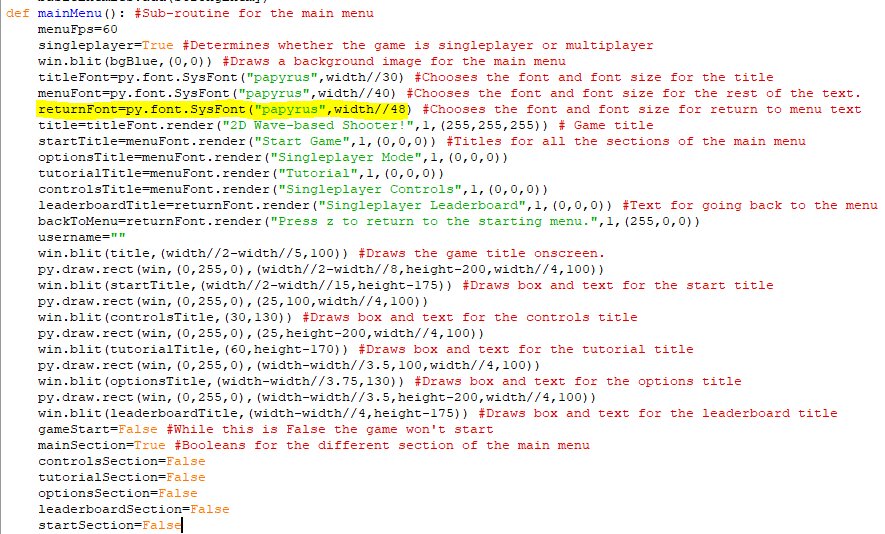 def mainMenu(): #Sub-routine for the main menu
    menuFps=60
    singleplayer=True #Determines whether the game is singleplayer or multiplayer
    win.blit(bgBlue,(0,0)) #Draws a background image for the main menu
    titleFont=py.font.SysFont("papyrus",width//30) #Chooses the font and font size for the title
    menuFont=py.font.SysFont("papyrus",width//40) #Chooses the font and font size for the rest of the text.
    returnFont=py.font.SysFont("papyrus",width//48) #Chooses the font and font size for return to menu text
    title=titleFont.render("2D Wave-based Shooter!",1,(255,255,255)) # Game title
    startTitle=menuFont.render("Start Game",1,(0,0,0)) #Titles for all the sections of the main menu
    optionsTitle=menuFont.render("Singleplayer Mode",1,(0,0,0))
    tutorialTitle=menuFont.render("Tutorial",1,(0,0,0))
    controlsTitle=menuFont.render("Singleplayer Controls",1,(0,0,0))
    leaderboardTitle=returnFont.render("Singleplayer Leaderboard",1,(0,0,0)) #Text for going back to the menu
    backToMenu=returnFont.render("Press z to return to the starting menu.",1,(255,0,0))
    username=""
    win.blit(title,(width//2-width//5,100)) #Draws the game title onscreen.
    py.draw.rect(win,(0,255,0),(width//2-width//8,height-200,width//4,100))
    win.blit(startTitle,(width//2-width//15,height-175)) #Draws box and text for the start title
    py.draw.rect(win,(0,255,0),(25,100,width//4,100))
    win.blit(controlsTitle,(30,130)) #Draws box and text for the controls title
    py.draw.rect(win,(0,255,0),(25,height-200,width//4,100))
    win.blit(tutorialTitle,(60,height-170)) #Draws box and text for the tutorial title
    py.draw.rect(win,(0,255,0),(width-width//3.5,100,width//4,100))
    win.blit(optionsTitle,(width-width//3.75,130)) #Draws box and text for the options title
    py.draw.rect(win,(0,255,0),(width-width//3.5,height-200,width//4,100))
    win.blit(leaderboardTitle,(width-width//4,height-175)) #Draws box and text for the leaderboard title
    gameStart=False #While this is False the game won't start
    mainSection=True #Booleans for the different section of the main menu
    controlsSection=False
    tutorialSection=False
    optionsSection=False
    leaderboardSection=False
    startSection=False